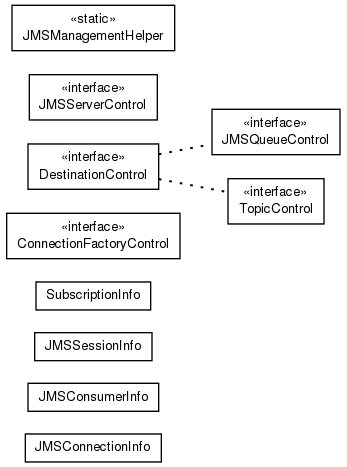 «static»
JMSManagementHelper
«interface»
JMSServerControl
«interface»
JMSQueueControl
«interface»
DestinationControl
«interface»
TopicControl
«interface»
ConnectionFactoryControl
SubscriptionInfo
JMSSessionInfo
JMSConsumerInfo
JMSConnectionInfo